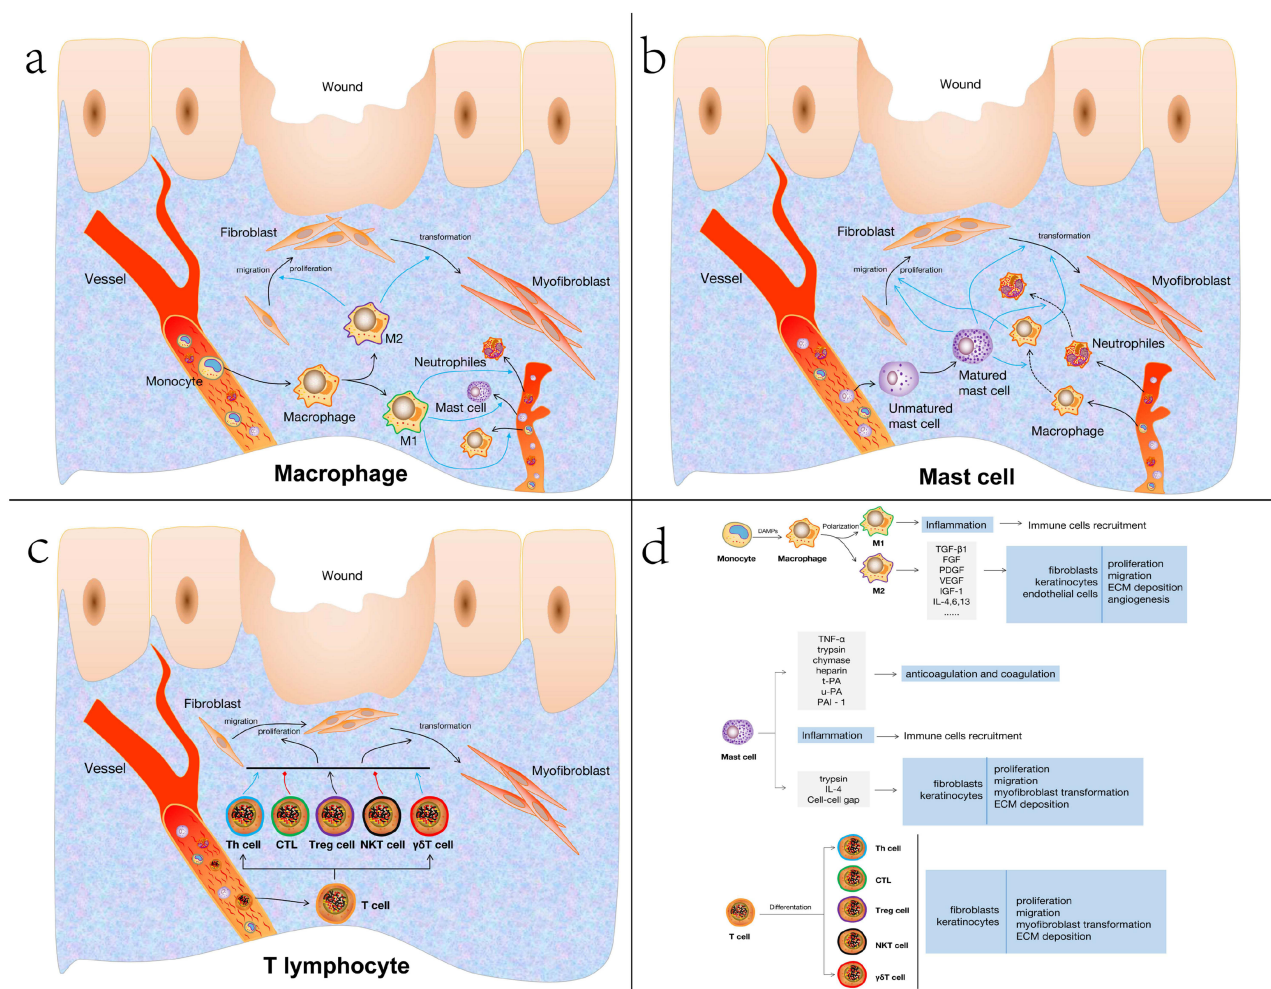 a
Wound
Fibroblast
transformation
migration
proliferation
Vessel
Myofibroblast
M2
Neutrophiles
Monocyte
Mast cell
Macrophage
M1
Macrophage
b
Wound
Fibroblast
transformation
migration
proliferation
Vessel
Myofibroblast
Neutrophiles
Matured
mast cell
Unmatured
mast cell
Macrophage
Mast cell
c
Wound
Fibroblast
migration
proliferation
transformation
Vessel
Myofibroblast
Th cell
CTL
Treg cell
NKT cell
γδT cell
T cell
T lymphocyte
d
Monocyte
DAMPs
Macrophage
Polarization
M1
Inflammation
Immune cells recruitment
M2
TGF-β1
FGF
PDGF
VEGF
IGF-1
IL-4,6,13
......
fibroblasts
keratinocytes
endothelial cells
proliferation
migration
ECM deposition
angiogenesis
TNF-α
trypsin
chymase
heparin
t-PA
u-PA
PAI - 1
anticoagulation and coagulation
Mast cell
Inflammation
Immune cells recruitment
trypsin
IL-4
Cell-cell gap
fibroblasts
keratinocytes
proliferation
migration
myofibroblast transformation
ECM deposition
T cell
Differentation
Th cell
CTL
Treg cell
NKT cell
γδT cell
fibroblasts
keratinocytes
proliferation
migration
myofibroblast transformation
ECM deposition